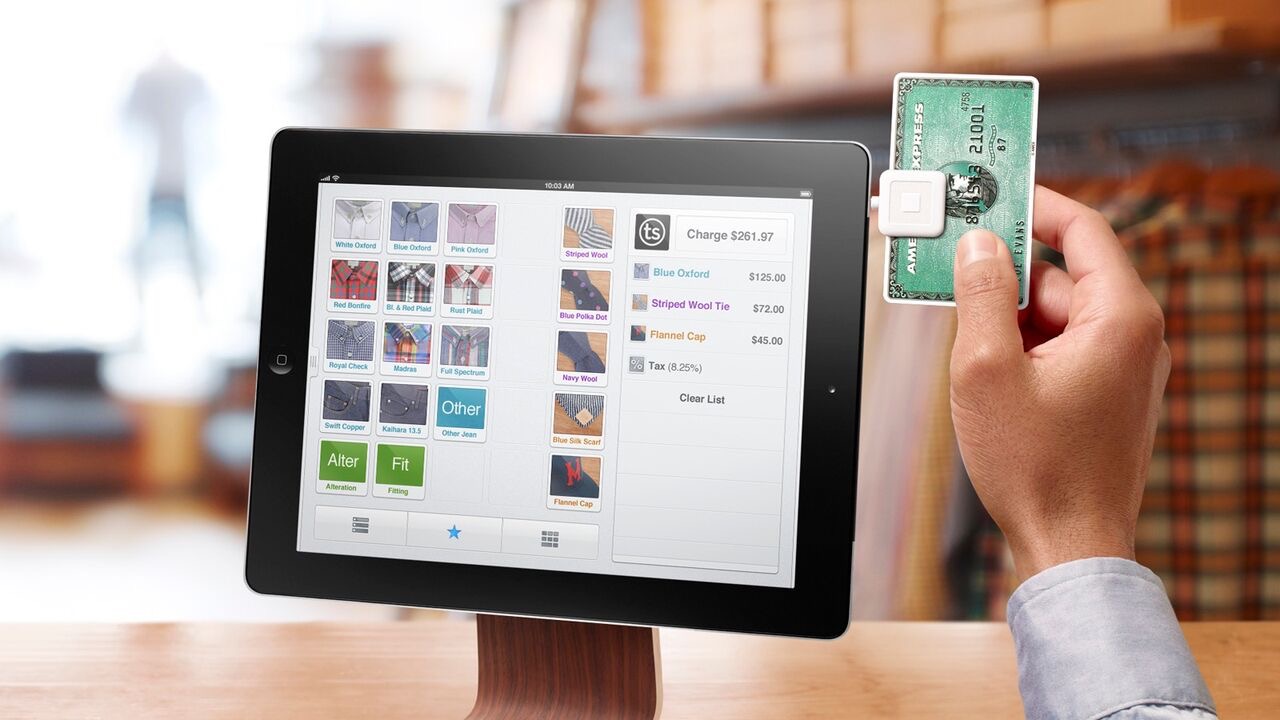 10:03 AM
White Oxford
Blue Oxford
Pink Oxford
Striped Wool
Red Bonfire
Bl. & Red Plaid
Rust Plaid
Blue Polka Dot
Royal Check
Madras
Full Spectrum
Navy Wool
Swift Copper
Kaihara 13.5
Other
Other Jean
Blue Silk Scarf
Alter
Alteration
Fit
Fitting
M
Flannel Cap
ts
Charge $261.97
Blue Oxford $125.00
Striped Wool Tie $72.00
Flannel Cap $45.00
% Tax (8.25%)
Clear List
4768
21001
87
EVANS